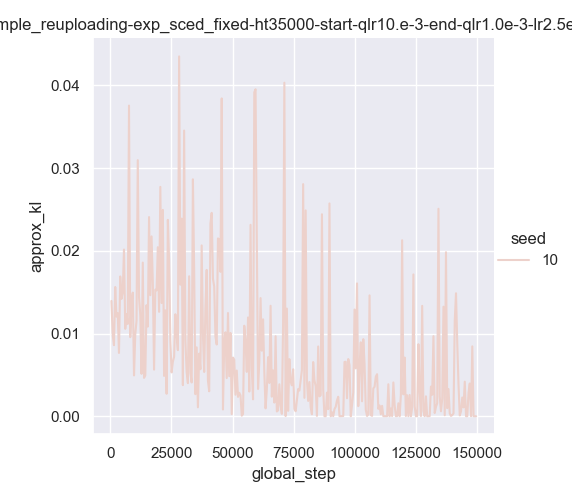 mple_reuploading-exp_sced_fixed-ht35000-start-qlr10.e-3-end-qlr1.0e-3-lr2.5e
0.04
0.03
0.02
0.01
0.00
approx_kl
0 25000 50000 75000 100000 125000 150000
global_step
seed
10